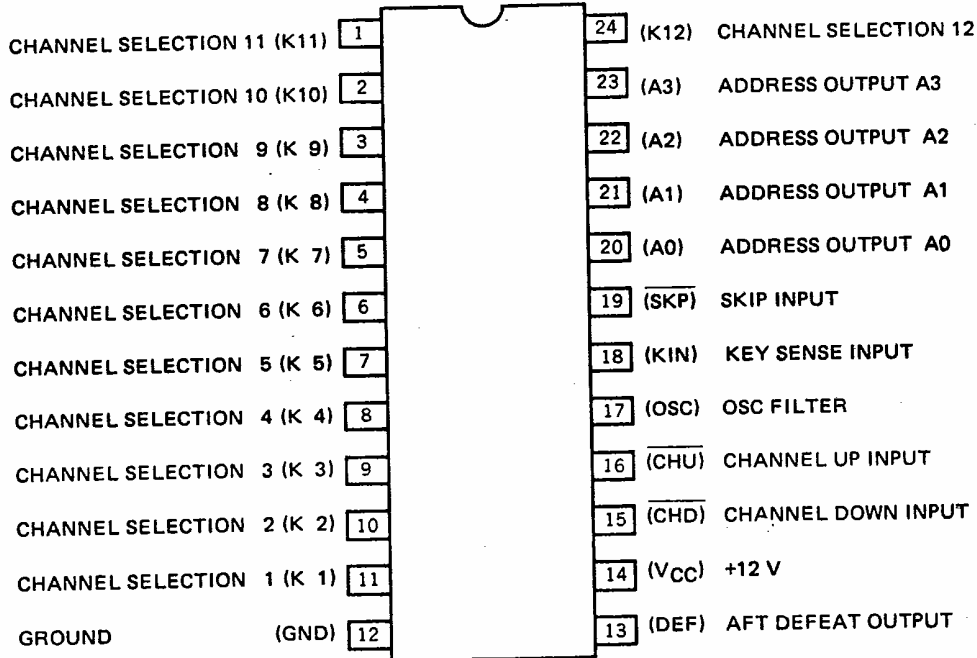 CHANNEL SELECTION 11 (K11) 1 24 (K12) CHANNEL SELECTION 12
CHANNEL SELECTION 10 (K10) 2 23 (A3) ADDRESS OUTPUT A3
CHANNEL SELECTION 9 (K 9) 3 22 (A2) ADDRESS OUTPUT A2
CHANNEL SELECTION 8 (K 8) 4 21 (A1) ADDRESS OUTPUT A1
CHANNEL SELECTION 7 (K 7) 5 20 (A0) ADDRESS OUTPUT A0
CHANNEL SELECTION 6 (K 6) 6 19 (S̅K̅P̅) SKIP INPUT
CHANNEL SELECTION 5 (K 5) 7 18 (KIN) KEY SENSE INPUT
CHANNEL SELECTION 4 (K 4) 8 17 (OSC) OSC FILTER
CHANNEL SELECTION 3 (K 3) 9 16 (C̅H̅U̅) CHANNEL UP INPUT
CHANNEL SELECTION 2 (K 2) 10 15 (C̅H̅D̅) CHANNEL DOWN INPUT
CHANNEL SELECTION 1 (K 1) 11 14 (VCC) +12 V
GROUND (GND) 12 13 (DEF) AFT DEFEAT OUTPUT